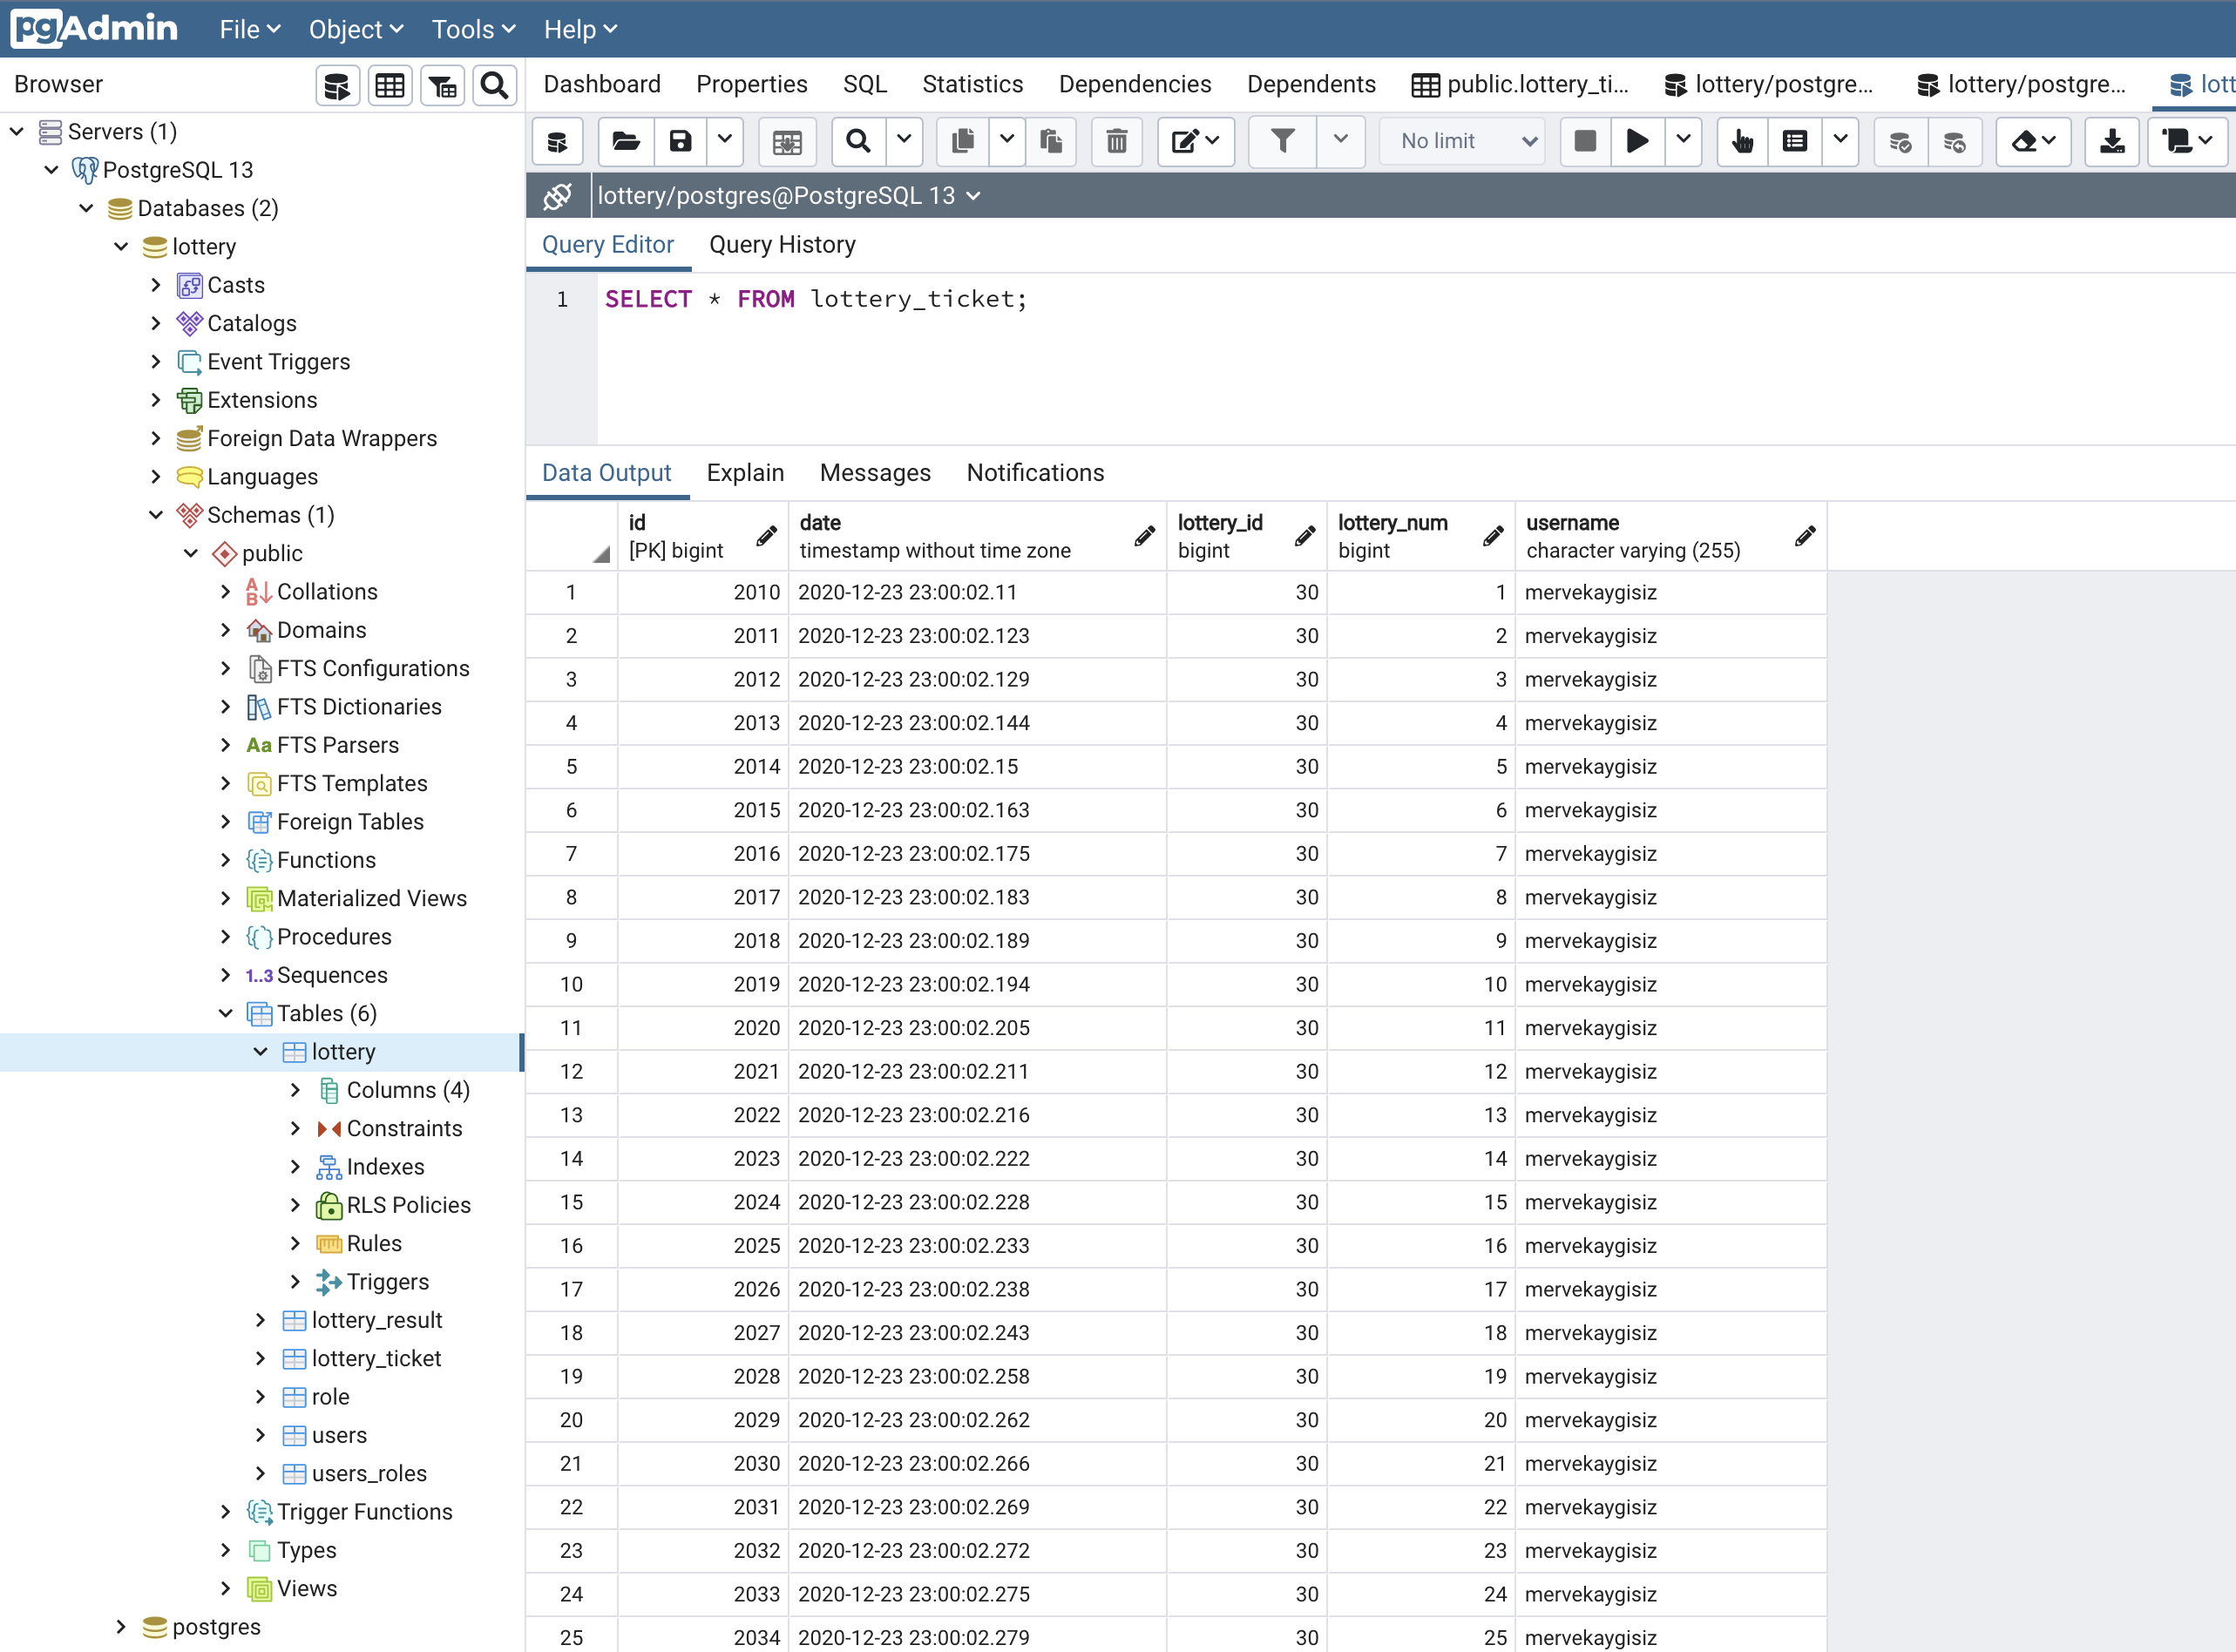 pgAdmin File Object Tools Help
Browser
Servers (1)
PostgreSQL 13
Databases (2)
lottery
Casts
Catalogs
Event Triggers
Extensions
Foreign Data Wrappers
Languages
Schemas (1)
public
Collations
Domains
FTS Configurations
FTS Dictionaries
Aa FTS Parsers
FTS Templates
Foreign Tables
Functions
Materialized Views
Procedures
1..3 Sequences
Tables (6)
lottery
Columns (4)
Constraints
Indexes
RLS Policies
Rules
Triggers
lottery_result
lottery_ticket
role
users
users_roles
Trigger Functions
Types
Views
postgres
Dashboard Properties SQL Statistics Dependencies Dependents public.lottery_ti... lottery/postgre... lottery/postgre... lott
No limit
lottery/postgres@PostgreSQL 13
Query Editor Query History
1 SELECT * FROM lottery_ticket;
Data Output Explain Messages Notifications
id date lottery_id lottery_num username
[PK] bigint timestamp without time zone bigint bigint character varying (255)
1 2010 2020-12-23 23:00:02.11 30 1 mervekaygisiz
2 2011 2020-12-23 23:00:02.123 30 2 mervekaygisiz
3 2012 2020-12-23 23:00:02.129 30 3 mervekaygisiz
4 2013 2020-12-23 23:00:02.144 30 4 mervekaygisiz
5 2014 2020-12-23 23:00:02.15 30 5 mervekaygisiz
6 2015 2020-12-23 23:00:02.163 30 6 mervekaygisiz
7 2016 2020-12-23 23:00:02.175 30 7 mervekaygisiz
8 2017 2020-12-23 23:00:02.183 30 8 mervekaygisiz
9 2018 2020-12-23 23:00:02.189 30 9 mervekaygisiz
10 2019 2020-12-23 23:00:02.194 30 10 mervekaygisiz
11 2020 2020-12-23 23:00:02.205 30 11 mervekaygisiz
12 2021 2020-12-23 23:00:02.211 30 12 mervekaygisiz
13 2022 2020-12-23 23:00:02.216 30 13 mervekaygisiz
14 2023 2020-12-23 23:00:02.222 30 14 mervekaygisiz
15 2024 2020-12-23 23:00:02.228 30 15 mervekaygisiz
16 2025 2020-12-23 23:00:02.233 30 16 mervekaygisiz
17 2026 2020-12-23 23:00:02.238 30 17 mervekaygisiz
18 2027 2020-12-23 23:00:02.243 30 18 mervekaygisiz
19 2028 2020-12-23 23:00:02.258 30 19 mervekaygisiz
20 2029 2020-12-23 23:00:02.262 30 20 mervekaygisiz
21 2030 2020-12-23 23:00:02.266 30 21 mervekaygisiz
22 2031 2020-12-23 23:00:02.269 30 22 mervekaygisiz
23 2032 2020-12-23 23:00:02.272 30 23 mervekaygisiz
24 2033 2020-12-23 23:00:02.275 30 24 mervekaygisiz
25 2034 2020-12-23 23:00:02.279 30 25 mervekaygisiz